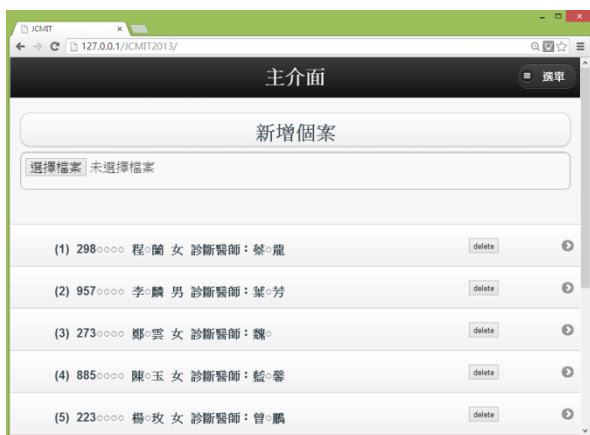 JCMIT
127.0.0.1/JCMIT2013/
主介面
選單
新增個案
選擇檔案 未選擇檔案
(1) 298○○○○ 程○蘭 女 診斷醫師：蔡○龍 delete
(2) 957○○○○ 李○麟 男 診斷醫師：葉○芳 delete
(3) 273○○○○ 鄭○雲 女 診斷醫師：魏○ delete
(4) 885○○○○ 陳○玉 女 診斷醫師：藍○馨 delete
(5) 223○○○○ 楊○玫 女 診斷醫師：曾○鵬 delete